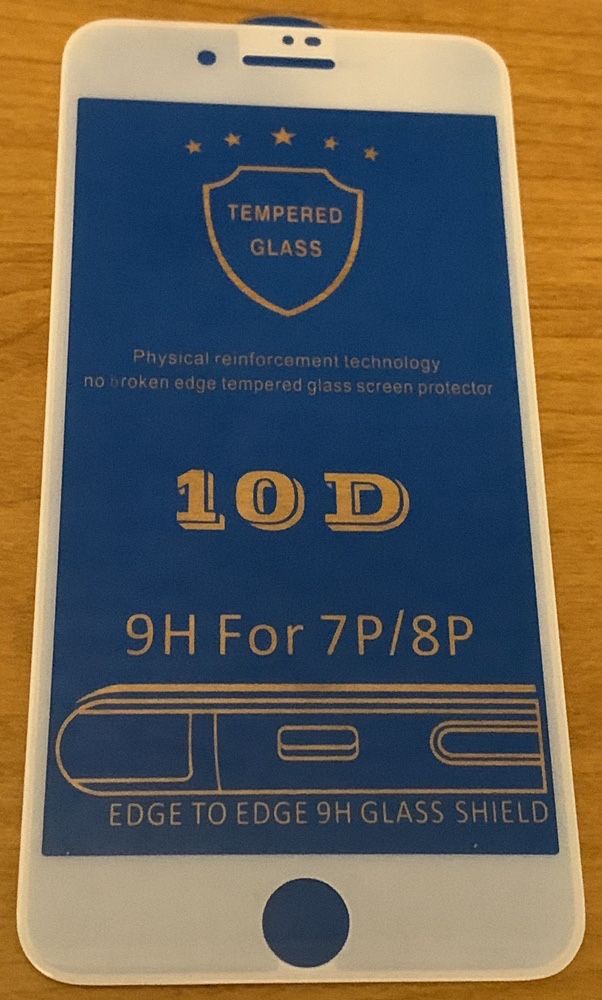 TEMPERED
GLASS
Physical reinforcement technology
no broken edge tempered glass screen protector
10 D
9H For 7P/8P
EDGE TO EDGE 9H GLASS SHIELD